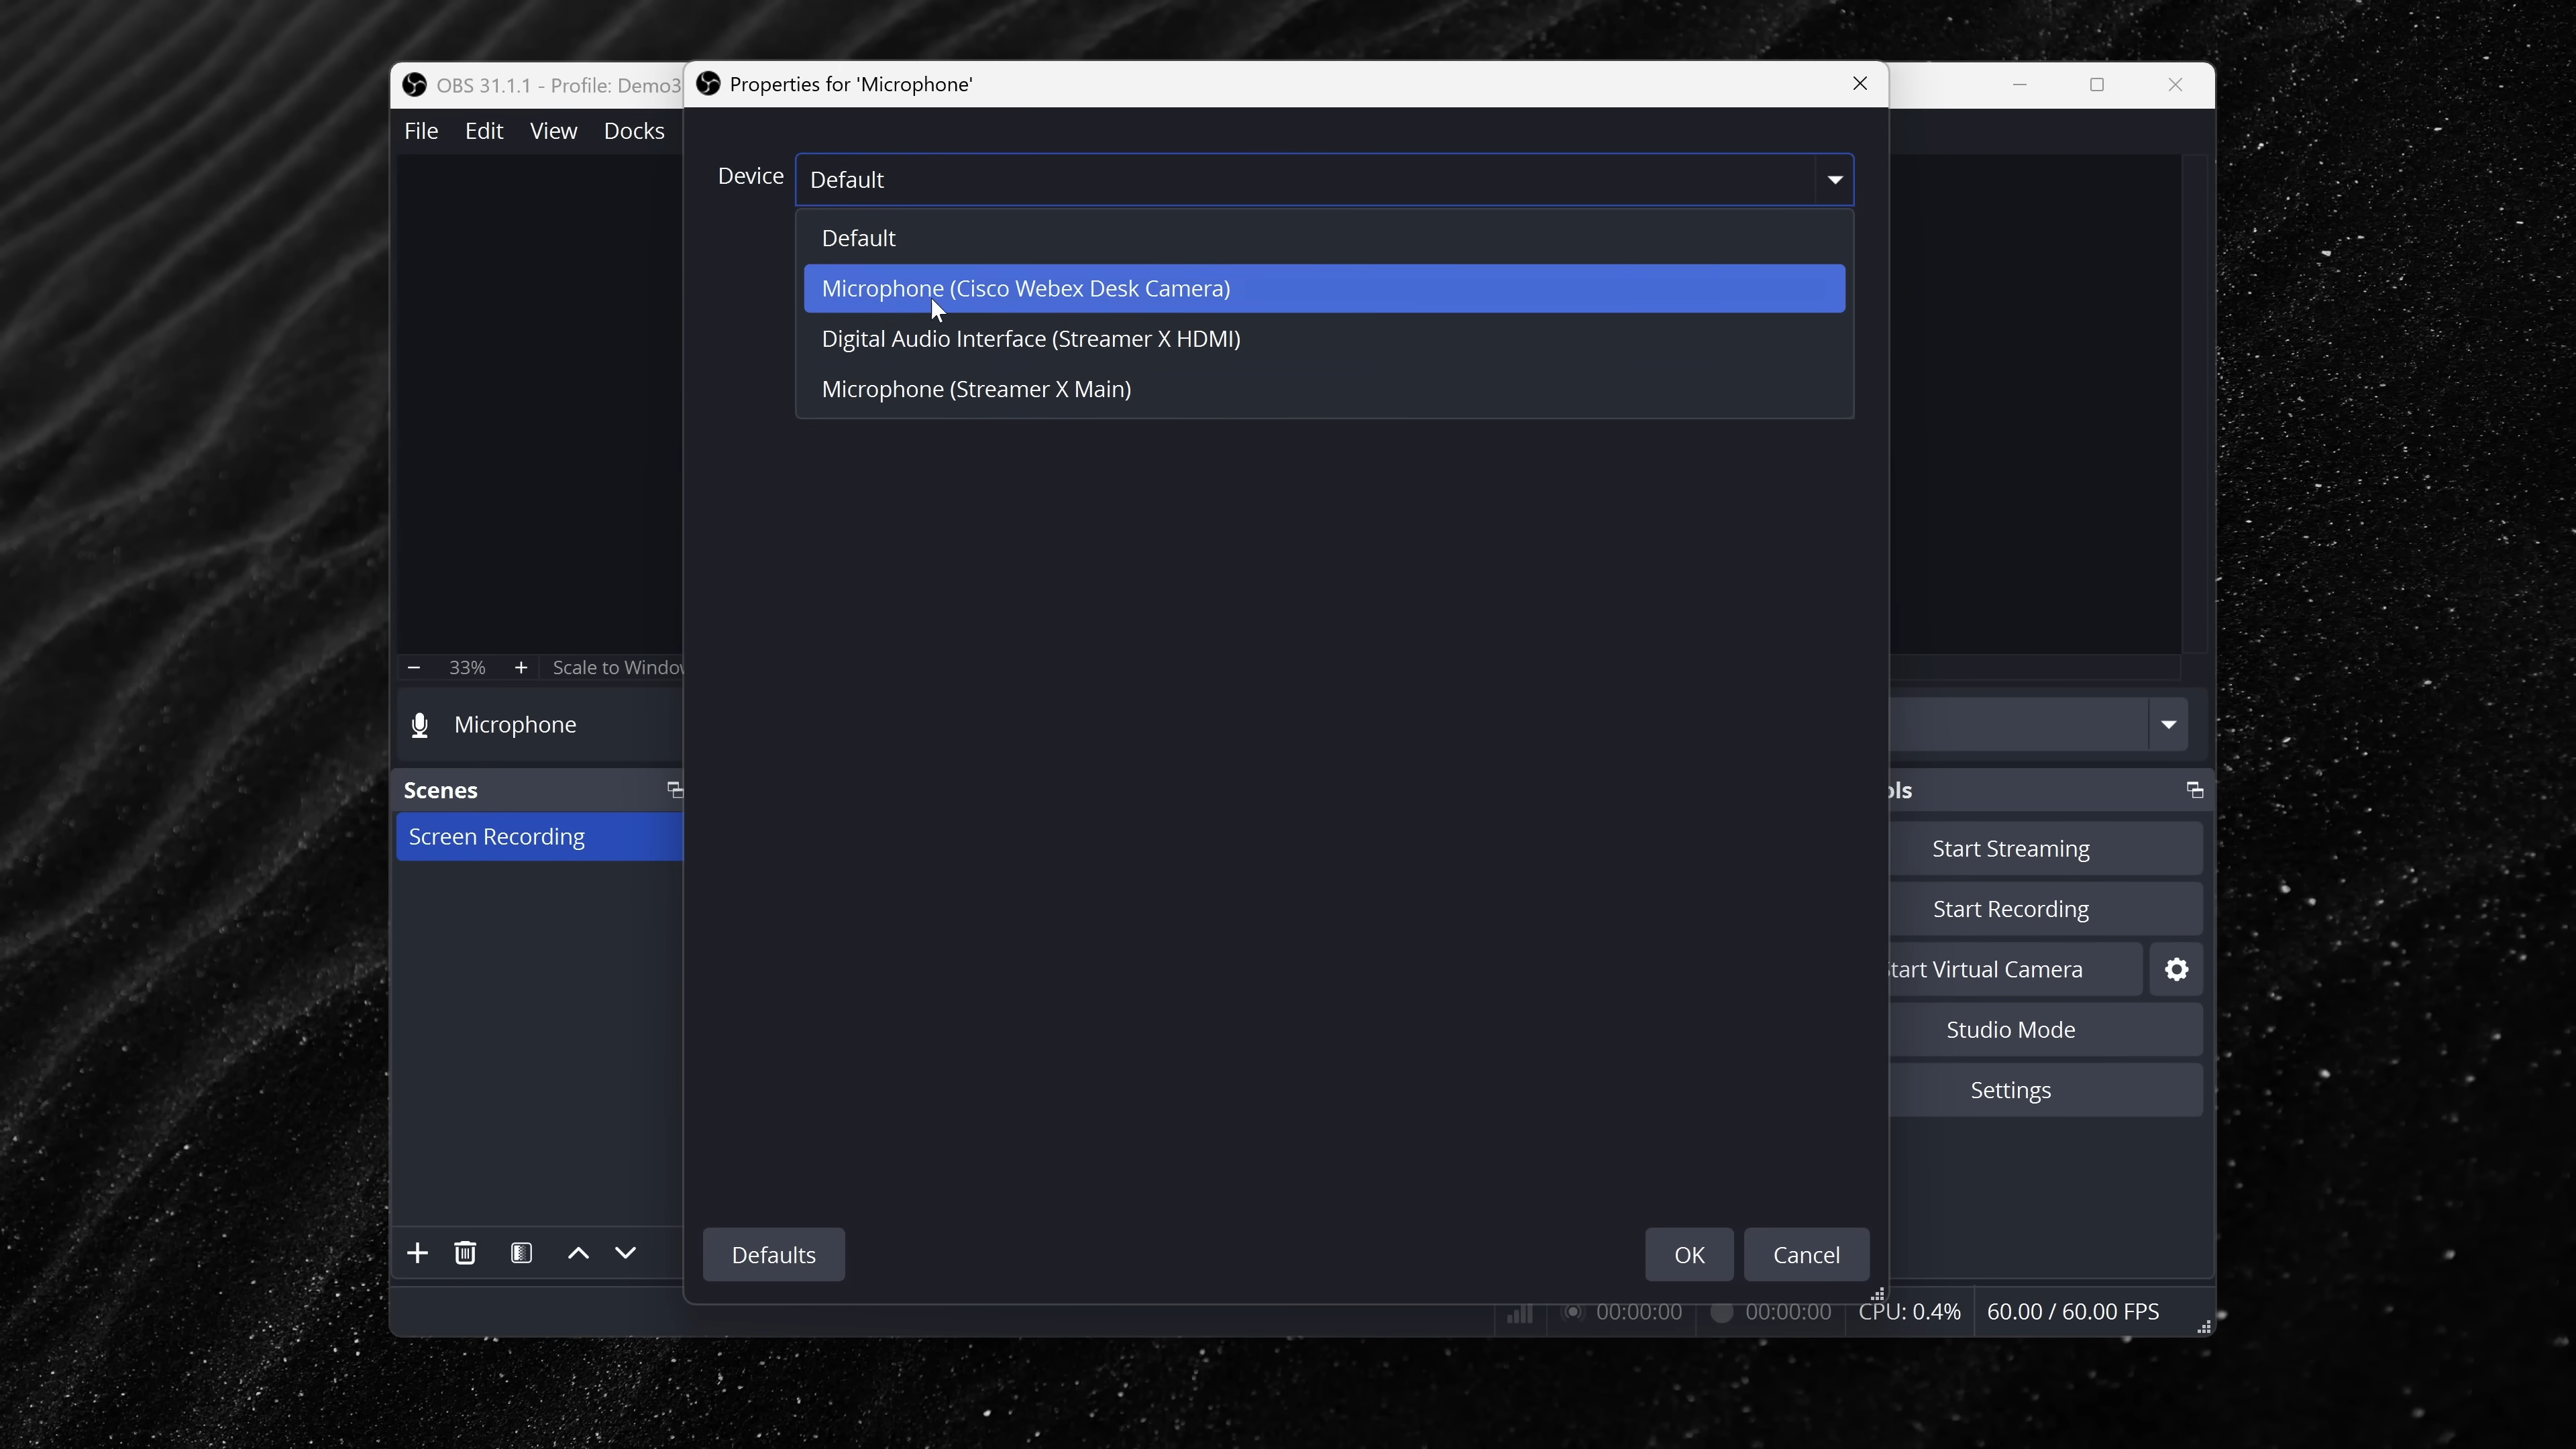 OBS 31.1.1 - Profile: Demo3
Properties for 'Microphone'
File Edit View Docks
Device Default
Default
Microphone (Cisco Webex Desk Camera)
Digital Audio Interface (Streamer X HDMI)
Microphone (Streamer X Main)
33% Scale to Window
Microphone
Scenes
ols
Screen Recording
Start Streaming
Start Recording
tart Virtual Camera
Studio Mode
Settings
Defaults OK Cancel
00:00:00 00:00:00 CPU: 0.4% 60.00 / 60.00 FPS